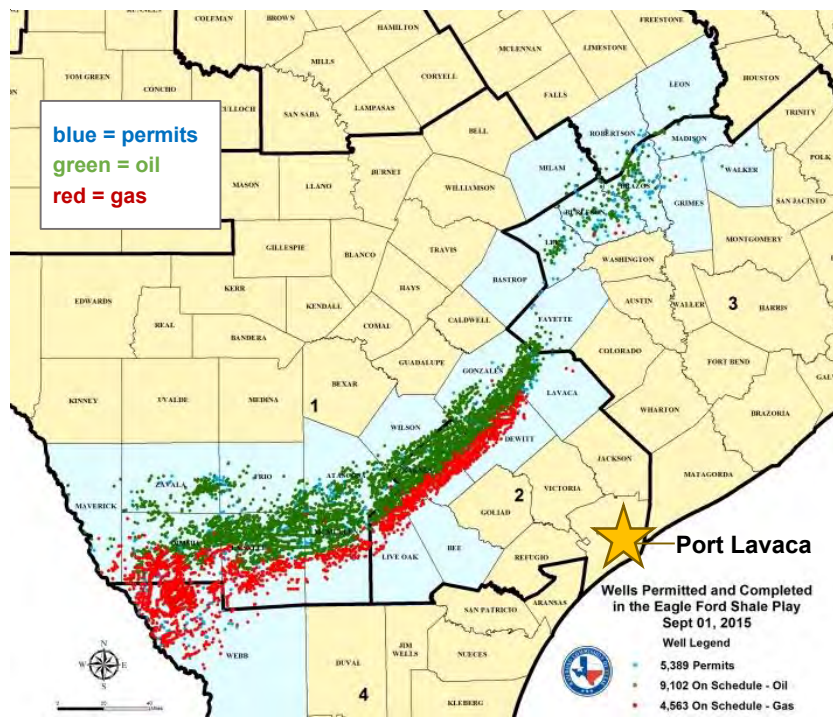 COLEMAN
BROWN
HAMILTON
FREESTONE
MILLS
MCLENNAN
LIMESTONE
TOM GREEN
CONCHO
CORYELL
LEON
HOUSTON
SAN SABA
LAMPASAS
FALLS
blue = permits
green = oil
red = gas
BELL
ROBERTSON
MADISON
TRINITY
MILAM
BURNET
POLK
WALKER
MASON
LLANO
WILLIAMSON
BRAZOS
GRIMES
SAN JACINTO
BURLESON
GILLESPIE
BLANCO
TRAVIS
LEE
MONTGOMERY
WASHINGTON
BASTROP
KERR
HAYS
EDWARDS
AUSTIN
WALLER
3
HARRIS
KENDALL
REAL
COMAL
CALDWELL
FAYETTE
BANDERA
COLORADO
GUADALUPE
FORT BEND
GONZALES
BEXAR
1
KINNEY
UVALDE
MEDINA
LAVACA
WHARTON
BRAZORIA
WILSON
DEWITT
JACKSON
MATAGORDA
ZAVALA
FRIO
MAVERICK
2
VICTORIA
GOLIAD
Port Lavaca
LIVE OAK
BEE
REFUGIO
Wells Permitted and Completed
in the Eagle Ford Shale Play
Sept 01, 2015
Well Legend
5,389 Permits
9,102 On Schedule - Oil
4,563 On Schedule - Gas
SAN PATRICIO
ARANSAS
N
W
E
S
WEBB
DUVAL
JIM
WELLS
NUECES
4
KLEBERG